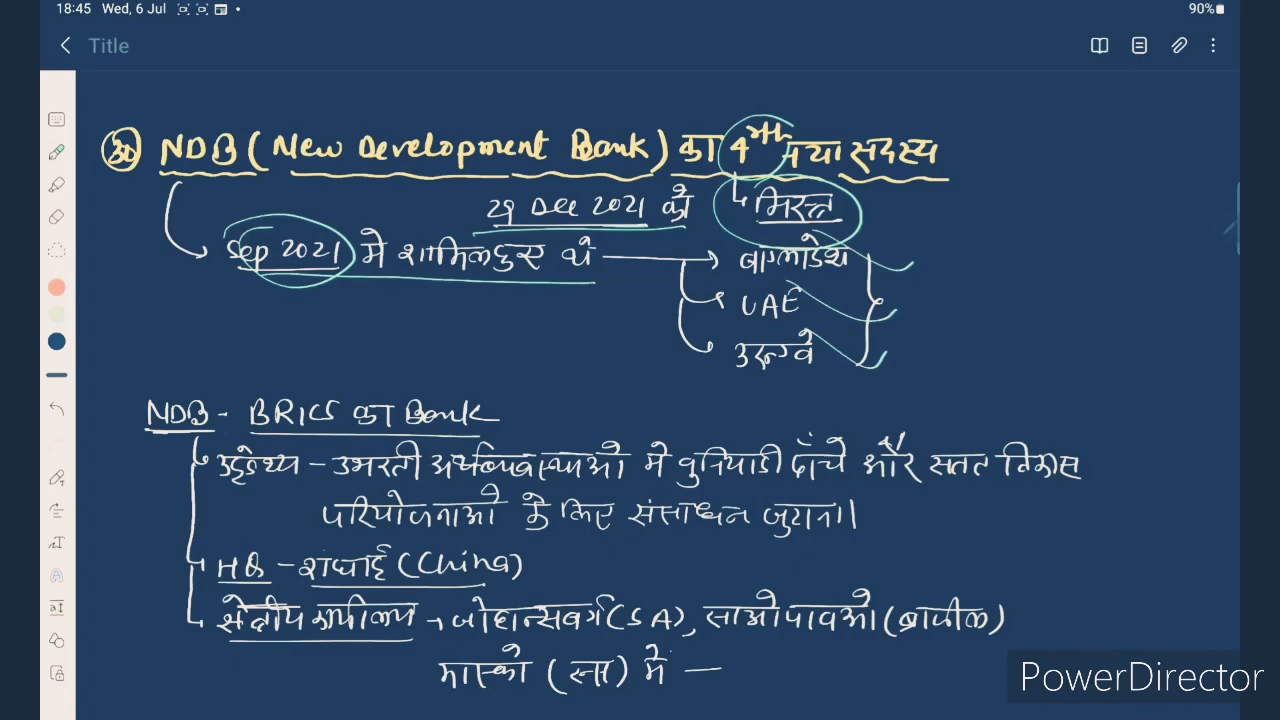 18:45 Wed, 6 Jul
90%
Title
NDB ( New Development Bank ) का 4th नया सदस्य
29 Dec 2021 को
मिस्त्र
Sep 2021 में शामिल हुए थे
बांग्लादेश
UAE
उरूग्वे
NDB - BRICS का Bank
उद्देश्य - उभरती अर्थव्यवस्थाओं में बुनियादी ढाँचे और सतत विकास
परियोजनाओं के लिए संसाधन जुटाना।
HQ - शंघाई (China)
क्षेत्रीय कार्यालय → जोहान्सबर्ग (SA), साओ पावओ (ब्राजील)
मास्को (रूस) में —
PowerDirector